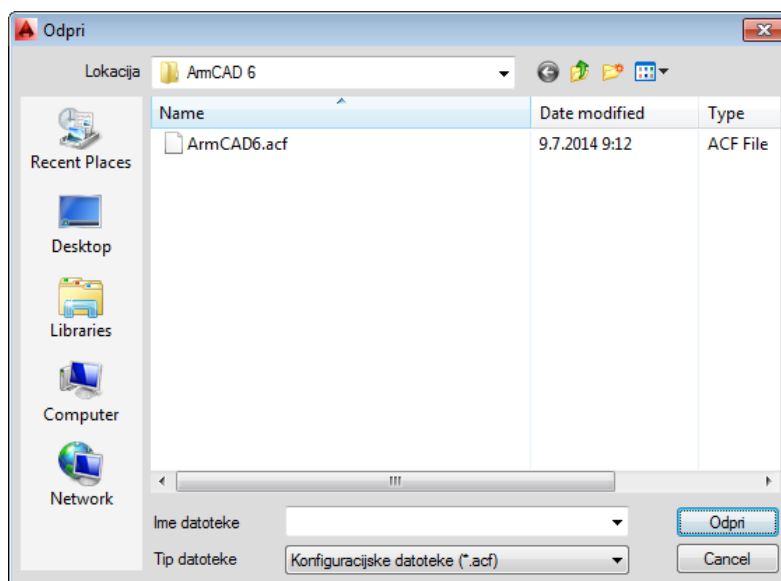 Odpri
Lokacija ArmCAD 6
Name Date modified Type
ArmCAD6.acf 9.7.2014 9:12 ACF File
Recent Places
Desktop
Libraries
Computer
Network
Ime datoteke Odpri
Tip datoteke Konfiguracijske datoteke (*.acf) Cancel